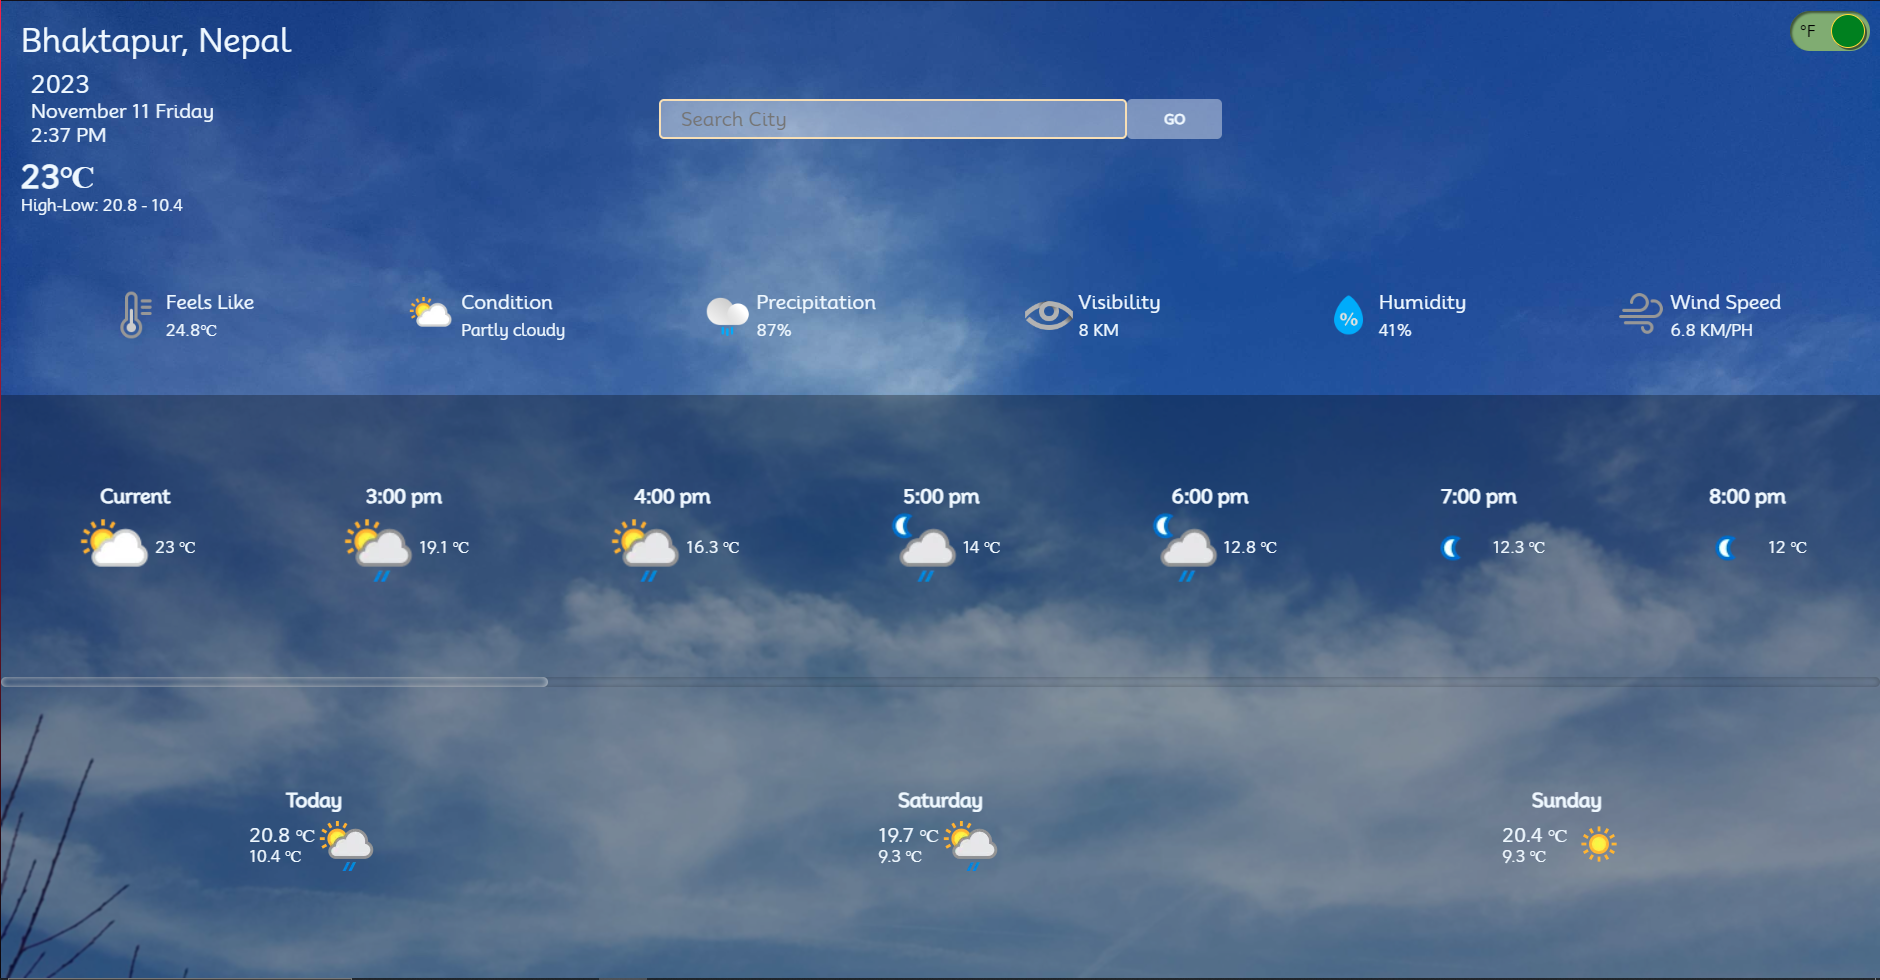 Bhaktapur, Nepal
°F
2023
November 11 Friday
2:37 PM
Search City
GO
23℃
High-Low: 20.8 - 10.4
Feels Like
24.8℃
Condition
Partly cloudy
Precipitation
87%
Visibility
8 KM
%
Humidity
41%
Wind Speed
6.8 KM/PH
Current
23 ℃
3:00 pm
19.1 ℃
4:00 pm
16.3 ℃
5:00 pm
14 ℃
6:00 pm
12.8 ℃
7:00 pm
12.3 ℃
8:00 pm
12 ℃
Today
20.8 ℃
10.4 ℃
Saturday
19.7 ℃
9.3 ℃
Sunday
20.4 ℃
9.3 ℃